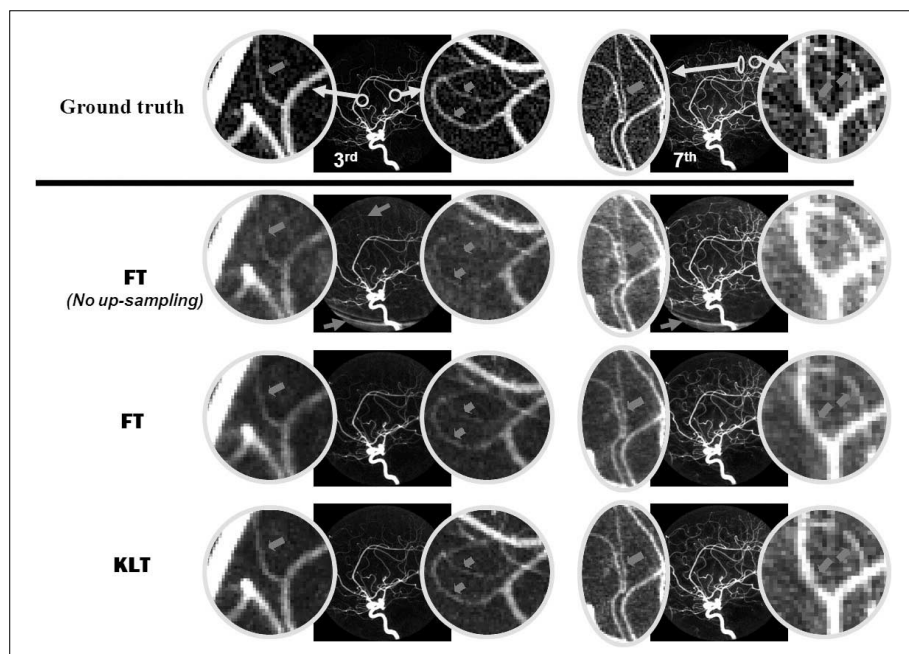 Ground truth
3rd
7th
FT
(No up-sampling)
FT
KLT